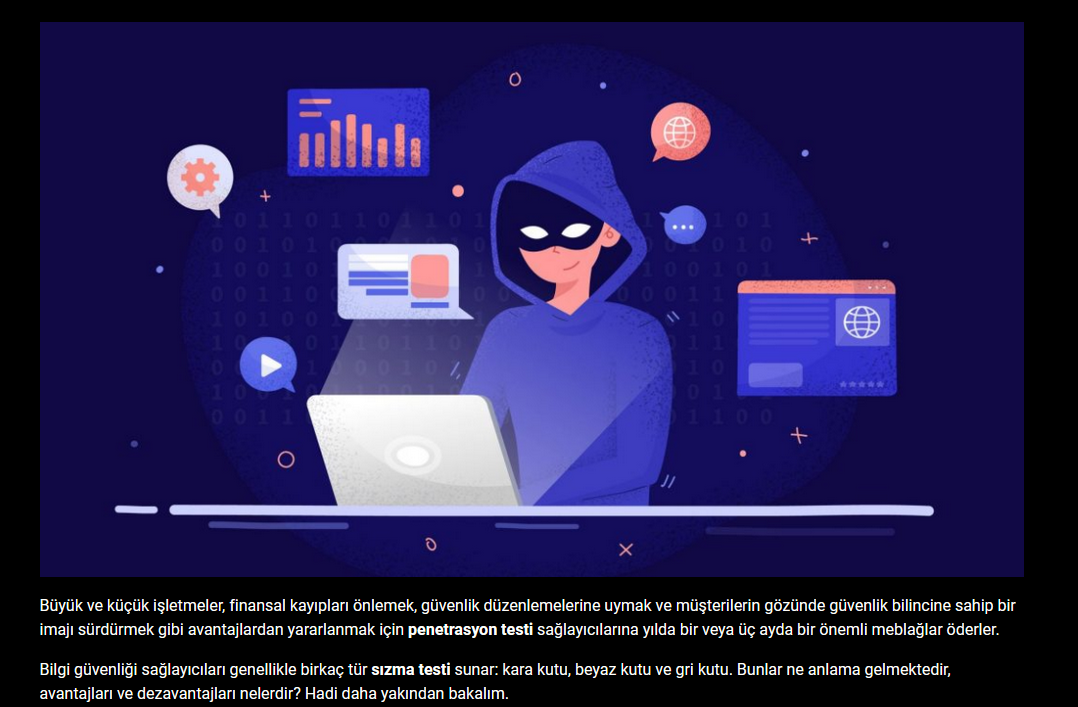 Büyük ve küçük işletmeler, finansal kayıpları önlemek, güvenlik düzenlemelerine uymak ve müşterilerin gözünde güvenlik bilincine sahip bir
imajı sürdürmek gibi avantajlardan yararlanmak için penetrasyon testi sağlayıcılarına yılda bir veya üç ayda bir önemli meblağlar öderler.
Bilgi güvenliği sağlayıcıları genellikle birkaç tür sızma testi sunar: kara kutu, beyaz kutu ve gri kutu. Bunlar ne anlama gelmektedir,
avantajları ve dezavantajları nelerdir? Hadi daha yakından bakalım.